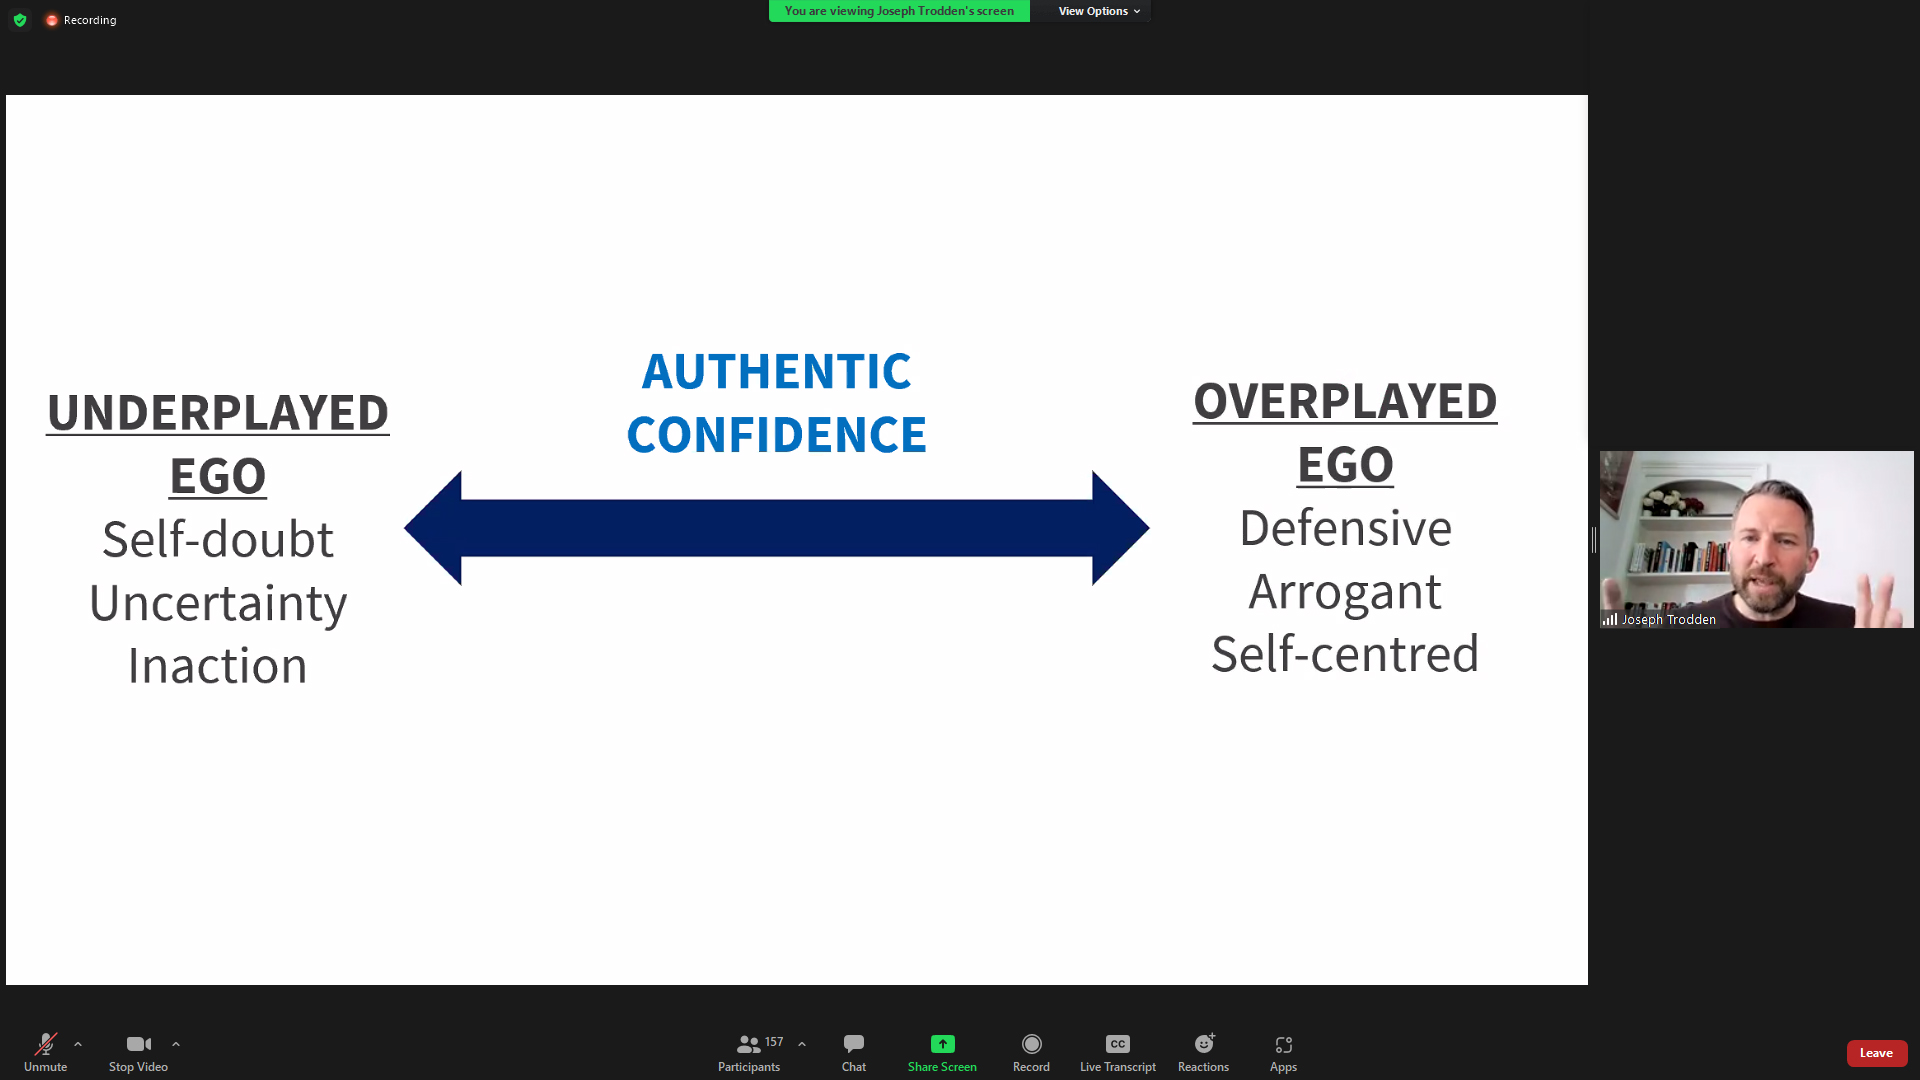 Recording
You are viewing Joseph Trodden's screen
View Options
UNDERPLAYED
EGO
Self-doubt
Uncertainty
Inaction
AUTHENTIC
CONFIDENCE
OVERPLAYED
EGO
Defensive
Arrogant
Self-centred
Joseph Trodden
Unmute
Stop Video
157
Participants
Chat
Share Screen
Record
CC
Live Transcript
Reactions
Apps
Leave